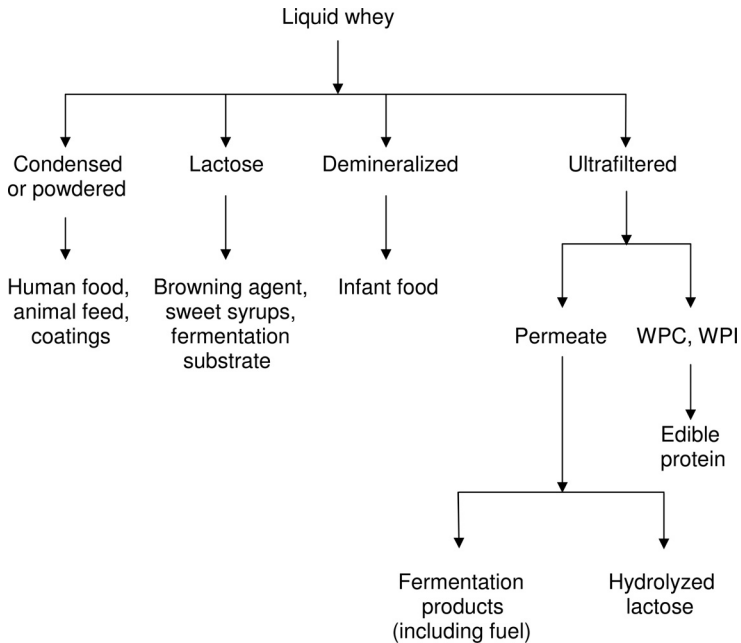 Liquid whey
Condensed
or powdered
Lactose
Demineralized
Ultrafiltered
Human food,
animal feed,
coatings
Browning agent,
sweet syrups,
fermentation
substrate
Infant food
Permeate
WPC, WPI
Edible
protein
Fermentation
products
(including fuel)
Hydrolyzed
lactose